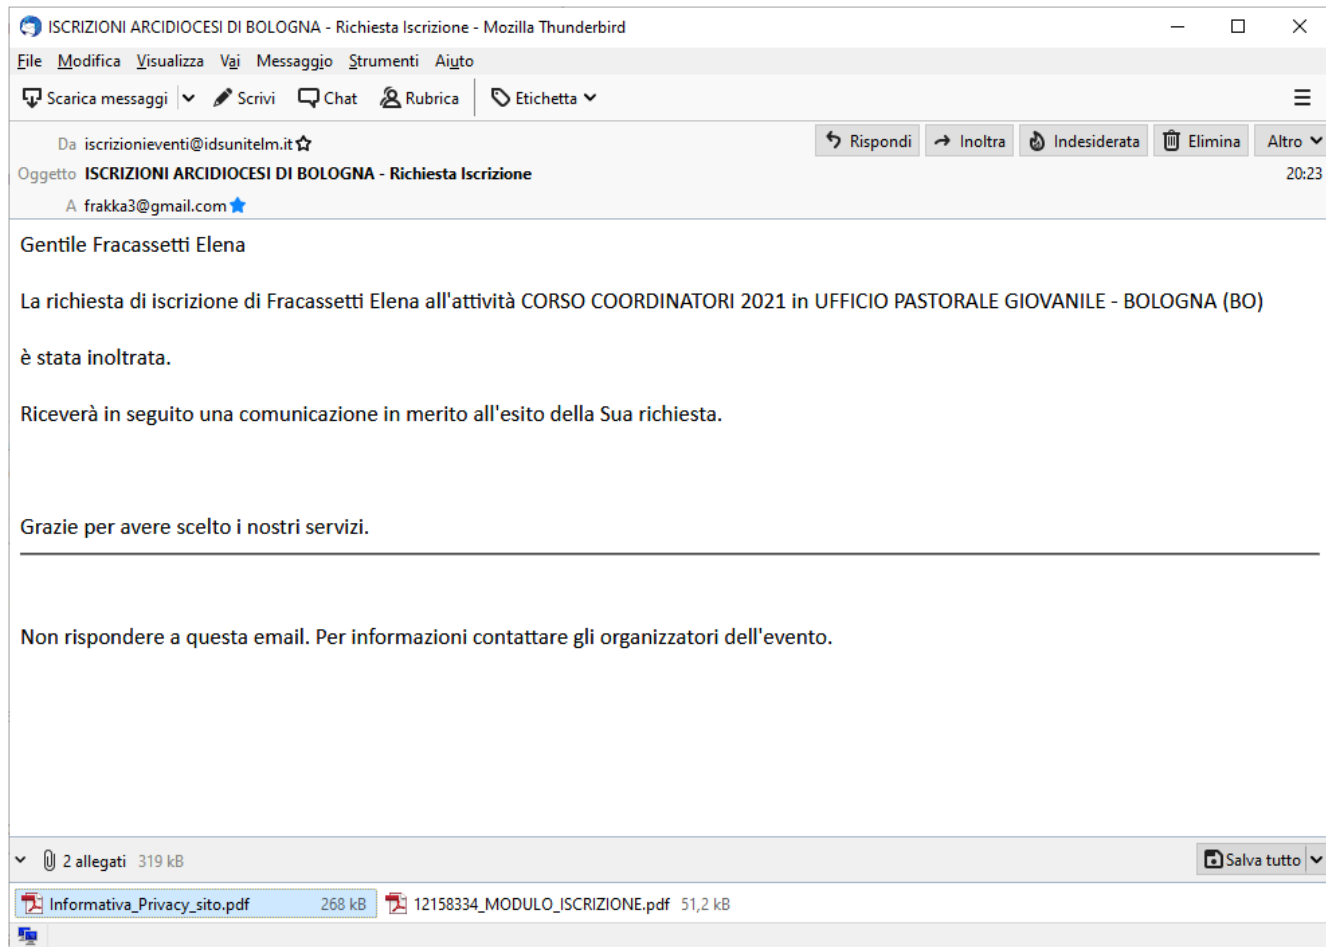 ISCRIZIONI ARCIDIOCESI DI BOLOGNA - Richiesta Iscrizione - Mozilla Thunderbird
File Modifica Visualizza Vai Messaggio Strumenti Aiuto
Scarica messaggi Scrivi Chat Rubrica Etichetta
Da iscrizionieventi@idsunitelm.it Rispondi Inoltra Indesiderata Elimina Altro
Oggetto ISCRIZIONI ARCIDIOCESI DI BOLOGNA - Richiesta Iscrizione 20:23
A frakka3@gmail.com
Gentile Fracassetti Elena
La richiesta di iscrizione di Fracassetti Elena all'attività CORSO COORDINATORI 2021 in UFFICIO PASTORALE GIOVANILE - BOLOGNA (BO)
è stata inoltrata.
Riceverà in seguito una comunicazione in merito all'esito della Sua richiesta.
Grazie per avere scelto i nostri servizi.
Non rispondere a questa email. Per informazioni contattare gli organizzatori dell'evento.
2 allegati 319 kB Salva tutto
Informativa_Privacy_sito.pdf 268 kB 12158334_MODULO_ISCRIZIONE.pdf 51,2 kB